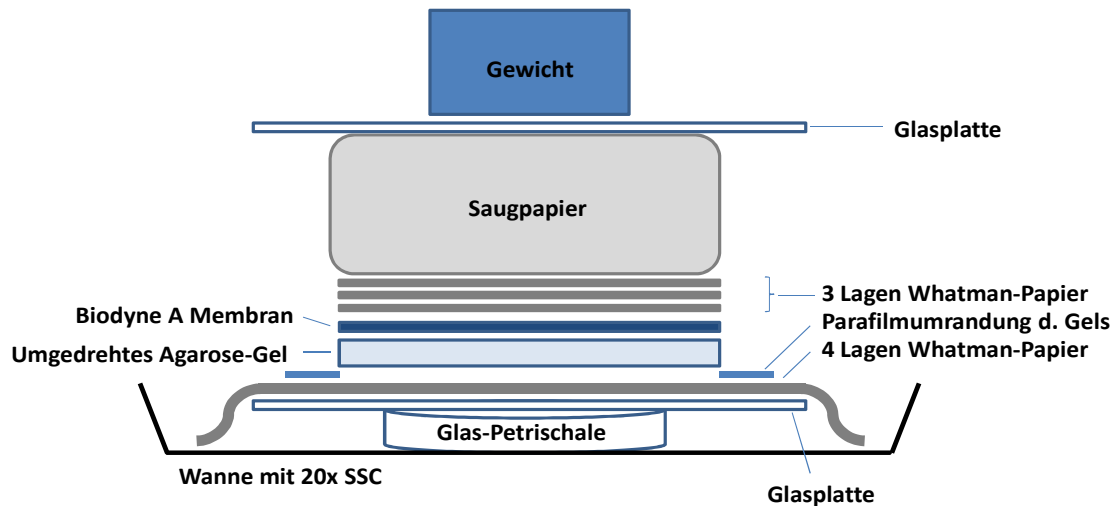 Gewicht
Glasplatte
Saugpapier
3 Lagen Whatman-Papier
Biodyne A Membran
Parafilmumrandung d. Gels
Umgedrehtes Agarose-Gel
4 Lagen Whatman-Papier
Glas-Petrischale
Wanne mit 20x SSC
Glasplatte